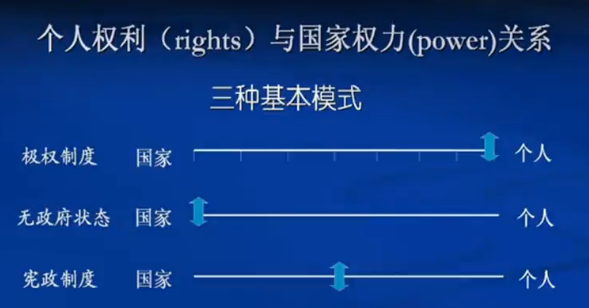 个人权利（rights）与国家权力(power)关系
三种基本模式
极权制度 国家 个人
无政府状态 国家 个人
宪政制度 国家 个人